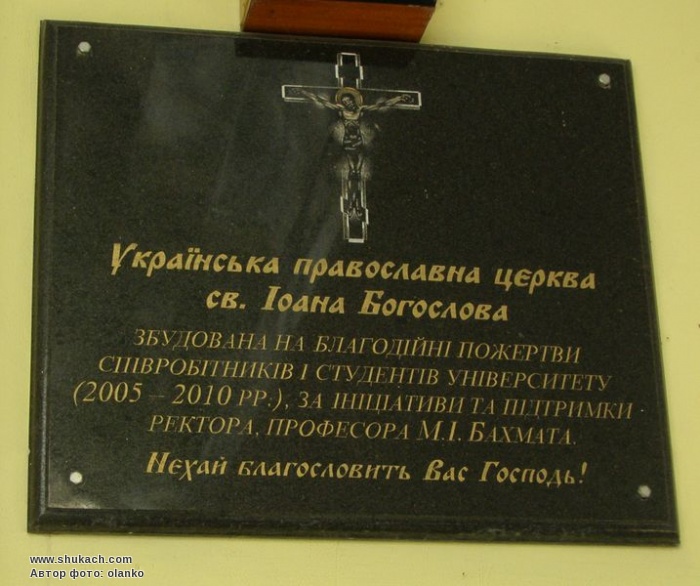 Українська православна церква
св. Іоана Богослова
ЗБУДОВАНА НА БЛАГОДІЙНІ ПОЖЕРТВИ
СПІВРОБІТНИКІВ І СТУДЕНТІВ УНІВЕРСИТЕТУ
(2005 – 2010 РР.), ЗА ІНІЦІАТИВИ ТА ПІДТРИМКИ
РЕКТОРА, ПРОФЕСОРА М.І. БАХМАТА.
Нехай благословить Вас Господь!
www.shukach.com
Автор фото: olanko